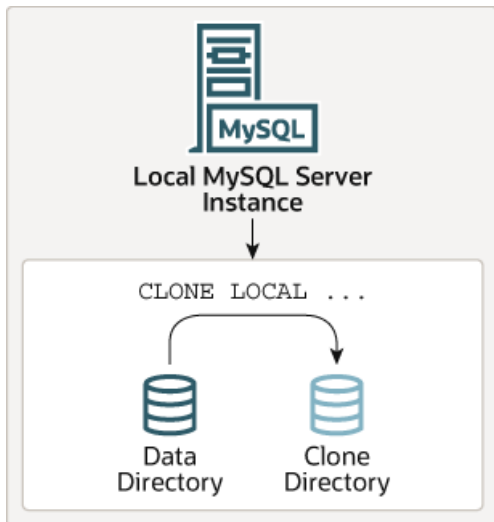 MySQL
Local MySQL Server
Instance
CLONE LOCAL ...
Data
Directory
Clone
Directory